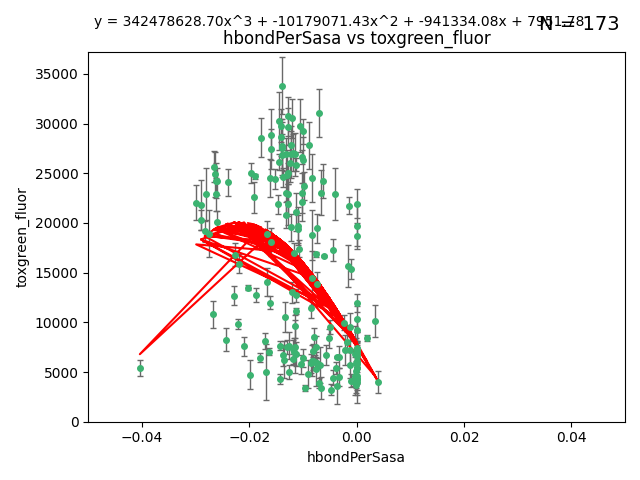 y = 342478628.70x^3 + -10179071.43x^2 + -941334.08x +
N = 173
hbondPerSasa vs toxgreen_fluor
35000
30000
25000
20000
15000
10000
5000
0
toxgreen_fluor
−0.04
−0.02
0.00
0.02
0.04
hbondPerSasa